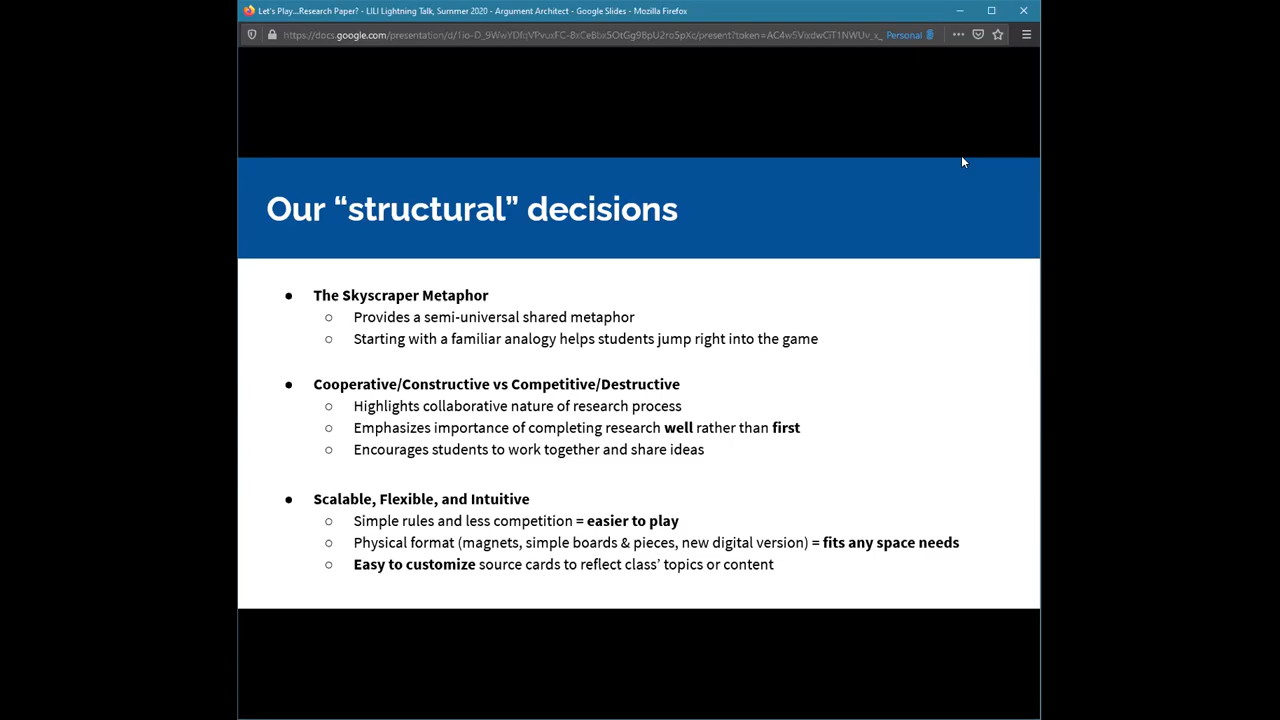 Let's Play...Research Paper? - LILI Lightning Talk, Summer 2020 - Argument Architect - Google Slides - Mozilla Firefox
Personal
Our “structural” decisions
● The Skyscraper Metaphor
○ Provides a semi-universal shared metaphor
○ Starting with a familiar analogy helps students jump right into the game
● Cooperative/Constructive vs Competitive/Destructive
○ Highlights collaborative nature of research process
○ Emphasizes importance of completing research well rather than first
○ Encourages students to work together and share ideas
● Scalable, Flexible, and Intuitive
○ Simple rules and less competition = easier to play
○ Physical format (magnets, simple boards & pieces, new digital version) = fits any space needs
○ Easy to customize source cards to reflect class’ topics or content